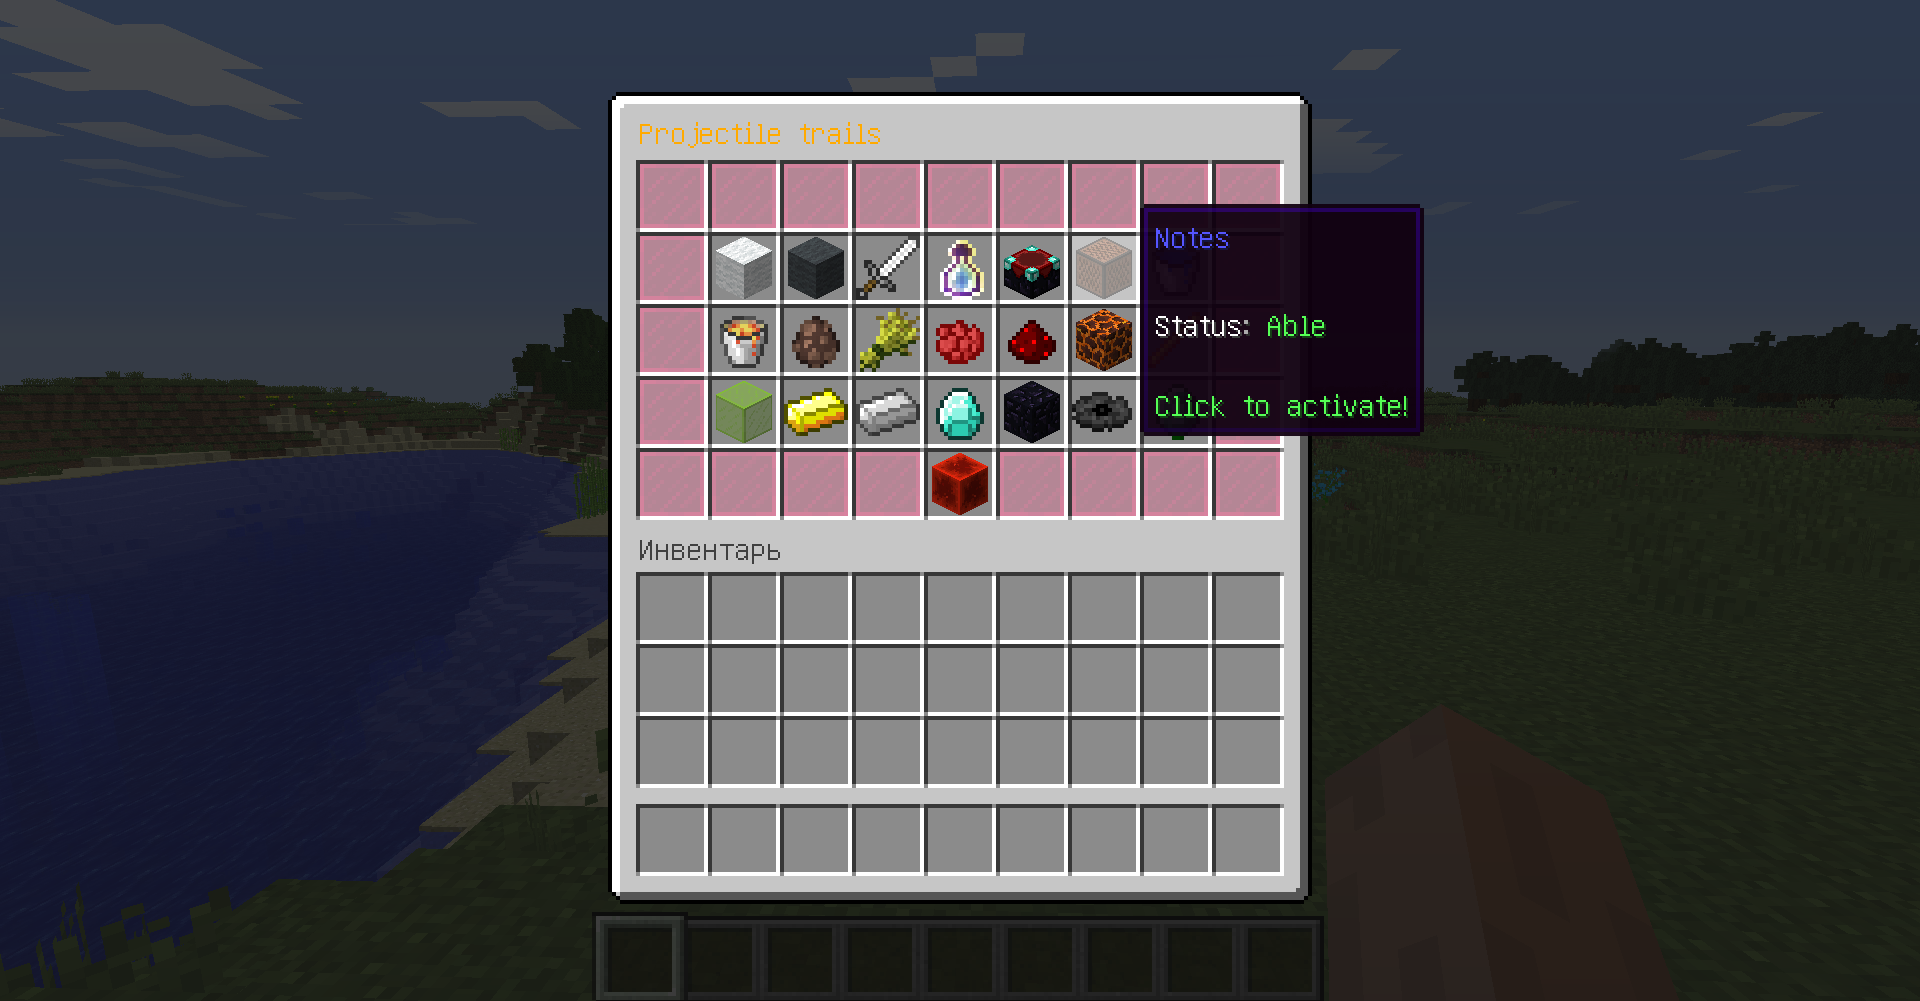 Projectile trails
Notes
Status: Able
Click to activate!
Инвентарь